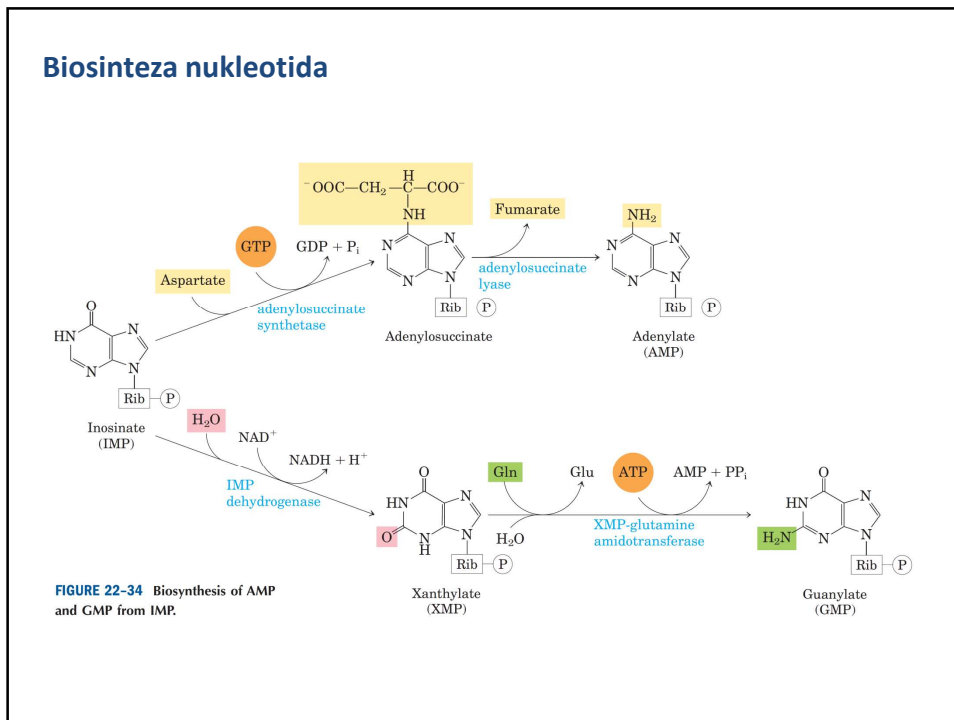 Biosinteza nukleotida
H
⁻OOC—CH₂—C—COO⁻
NH
Fumarate
NH₂
GTP
GDP + Pᵢ
N
N
N
N
adenylosuccinate
lyase
N
N
N
N
Aspartate
adenylosuccinate
synthetase
Rib
P
Rib
P
O
HN
N
N
N
Adenylosuccinate
Adenylate
(AMP)
Rib
P
Inosinate
(IMP)
H₂O
NAD⁺
NADH + H⁺
IMP
dehydrogenase
O
HN
N
O
N
H
N
Rib
P
Xanthylate
(XMP)
Gln
Glu
H₂O
ATP
AMP + PPᵢ
XMP-glutamine
amidotransferase
O
HN
N
H₂N
N
N
Rib
P
Guanylate
(GMP)
FIGURE 22–34 Biosynthesis of AMP
and GMP from IMP.